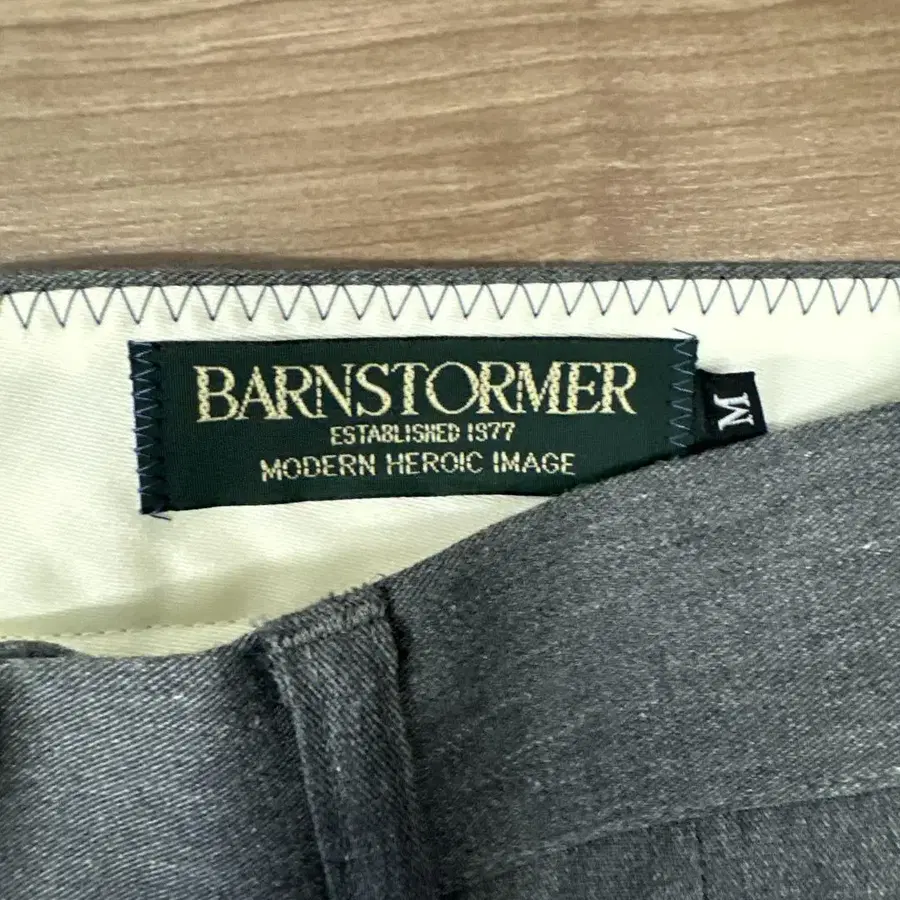 BARNSTORMER
ESTABLISHED 1977
MODERN HEROIC IMAGE
M